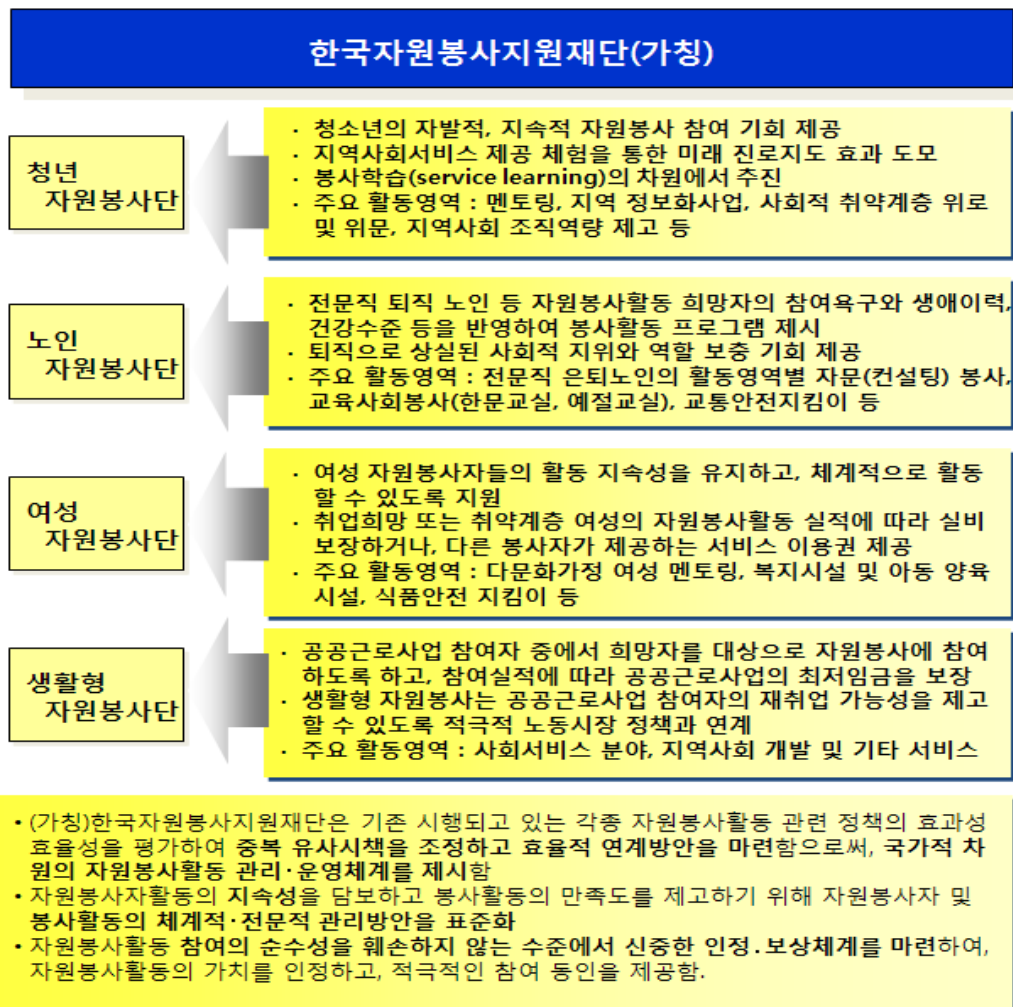 한국자원봉사지원재단(가칭)
청년
자원봉사단
· 청소년의 자발적, 지속적 자원봉사 참여 기회 제공
· 지역사회서비스 제공 체험을 통한 미래 진로지도 효과 도모
· 봉사학습(service learning)의 차원에서 추진
· 주요 활동영역 : 멘토링, 지역 정보화사업, 사회적 취약계층 위로
및 위문, 지역사회 조직역량 제고 등
노인
자원봉사단
· 전문직 퇴직 노인 등 자원봉사활동 희망자의 참여욕구와 생애이력,
건강수준 등을 반영하여 봉사활동 프로그램 제시
· 퇴직으로 상실된 사회적 지위와 역할 보충 기회 제공
· 주요 활동영역 : 전문직 은퇴노인의 활동영역별 자문(컨설팅) 봉사,
교육사회봉사(한문교실, 예절교실), 교통안전지킴이 등
여성
자원봉사단
· 여성 자원봉사자들의 활동 지속성을 유지하고, 체계적으로 활동
할 수 있도록 지원
· 취업희망 또는 취약계층 여성의 자원봉사활동 실적에 따라 실비
보장하거나, 다른 봉사자가 제공하는 서비스 이용권 제공
· 주요 활동영역 : 다문화가정 여성 멘토링, 복지시설 및 아동 양육
시설, 식품안전 지킴이 등
생활형
자원봉사단
· 공공근로사업 참여자 중에서 희망자를 대상으로 자원봉사에 참여
하도록 하고, 참여실적에 따라 공공근로사업의 최저임금을 보장
· 생활형 자원봉사는 공공근로사업 참여자의 재취업 가능성을 제고
할 수 있도록 적극적 노동시장 정책과 연계
· 주요 활동영역 : 사회서비스 분야, 지역사회 개발 및 기타 서비스
• (가칭)한국자원봉사지원재단은 기존 시행되고 있는 각종 자원봉사활동 관련 정책의 효과성
효율성을 평가하여 중복 유사시책을 조정하고 효율적 연계방안을 마련함으로써, 국가적 차
원의 자원봉사활동 관리·운영체계를 제시함
• 자원봉사자활동의 지속성을 담보하고 봉사활동의 만족도를 제고하기 위해 자원봉사자 및
봉사활동의 체계적·전문적 관리방안을 표준화
• 자원봉사활동 참여의 순수성을 훼손하지 않는 수준에서 신중한 인정.보상체계를 마련하여,
자원봉사활동의 가치를 인정하고, 적극적인 참여 동인을 제공함.